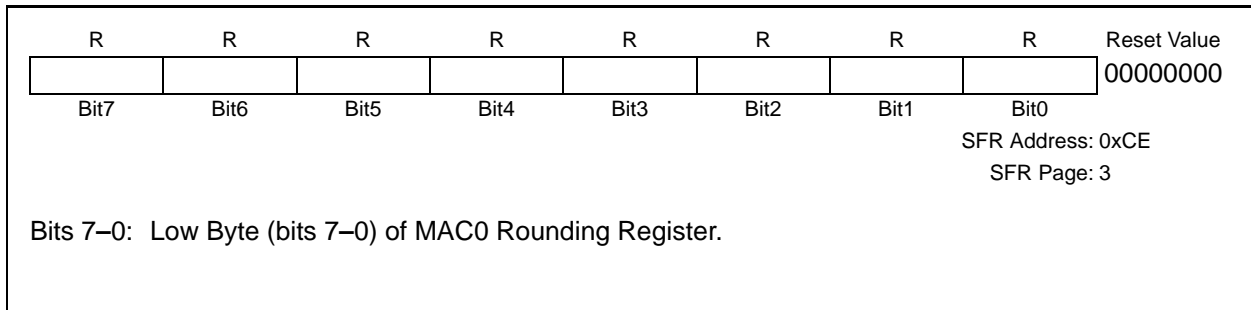 R R R R R R R R Reset Value
00000000
Bit7 Bit6 Bit5 Bit4 Bit3 Bit2 Bit1 Bit0
SFR Address: 0xCE
SFR Page: 3
Bits 7–0: Low Byte (bits 7–0) of MAC0 Rounding Register.